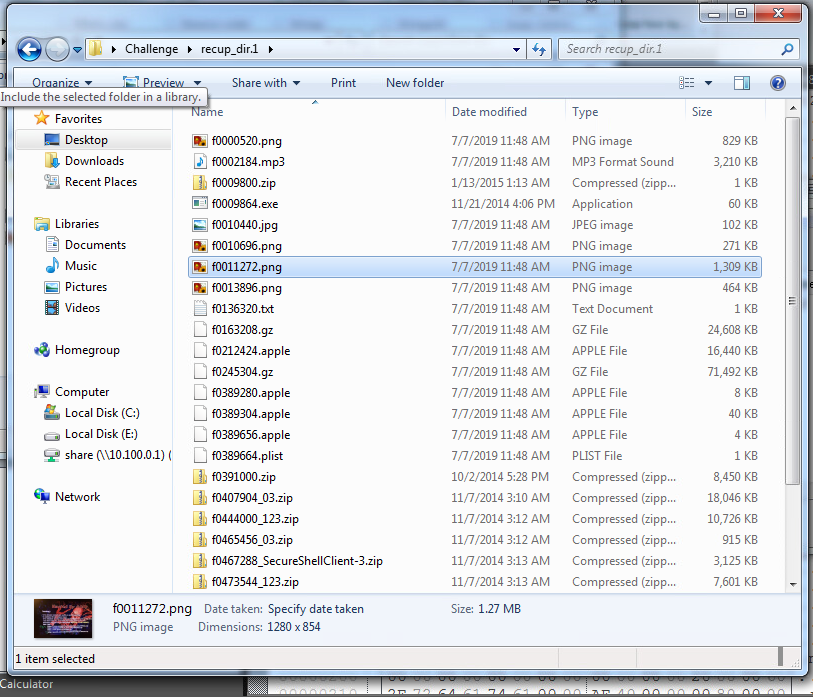 Challenge recup_dir.1 Search recup_dir.1
Organize Preview Share with Print New folder
Include the selected folder in a library.
Name Date modified Type Size
Favorites
Desktop
Downloads
Recent Places
Libraries
Documents
Music
Pictures
Videos
Homegroup
Computer
Local Disk (C:)
Local Disk (E:)
share (\\10.100.0.1) (
Network
f0000520.png 7/7/2019 11:48 AM PNG image 829 KB
f0002184.mp3 7/7/2019 11:48 AM MP3 Format Sound 3,210 KB
f0009800.zip 1/13/2015 1:13 AM Compressed (zipp... 1 KB
f0009864.exe 11/21/2014 4:06 PM Application 60 KB
f0010440.jpg 7/7/2019 11:48 AM JPEG image 102 KB
f0010696.png 7/7/2019 11:48 AM PNG image 271 KB
f0011272.png 7/7/2019 11:48 AM PNG image 1,309 KB
f0013896.png 7/7/2019 11:48 AM PNG image 464 KB
f0136320.txt 7/7/2019 11:48 AM Text Document 1 KB
f0163208.gz 7/7/2019 11:48 AM GZ File 24,608 KB
f0212424.apple 7/7/2019 11:48 AM APPLE File 16,440 KB
f0245304.gz 7/7/2019 11:48 AM GZ File 71,492 KB
f0389280.apple 7/7/2019 11:48 AM APPLE File 8 KB
f0389304.apple 7/7/2019 11:48 AM APPLE File 40 KB
f0389656.apple 7/7/2019 11:48 AM APPLE File 4 KB
f0389664.plist 7/7/2019 11:48 AM PLIST File 1 KB
f0391000.zip 10/2/2014 5:28 PM Compressed (zipp... 8,450 KB
f0407904_03.zip 11/7/2014 3:10 AM Compressed (zipp... 18,046 KB
f0444000_123.zip 11/7/2014 3:12 AM Compressed (zipp... 10,726 KB
f0465456_03.zip 11/7/2014 3:12 AM Compressed (zipp... 915 KB
f0467288_SecureShellClient-3.zip 11/7/2014 3:13 AM Compressed (zipp... 3,125 KB
f0473544_123.zip 11/7/2014 3:13 AM Compressed (zipp... 7,601 KB
f0011272.png Date taken: Specify date taken Size: 1.27 MB
PNG image Dimensions: 1280 x 854
1 item selected
Calculator